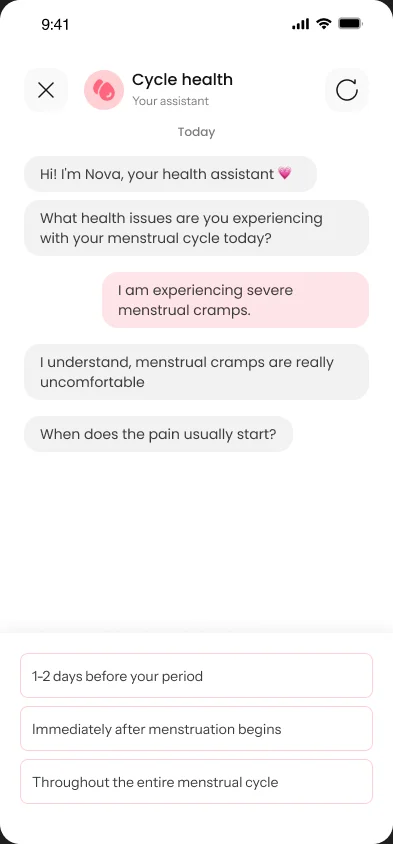 9:41
Cycle health
Your assistant
Today
Hi! I'm Nova, your health assistant 💗
What health issues are you experiencing
with your menstrual cycle today?
I am experiencing severe
menstrual cramps.
I understand, menstrual cramps are really
uncomfortable
When does the pain usually start?
1-2 days before your period
Immediately after menstruation begins
Throughout the entire menstrual cycle